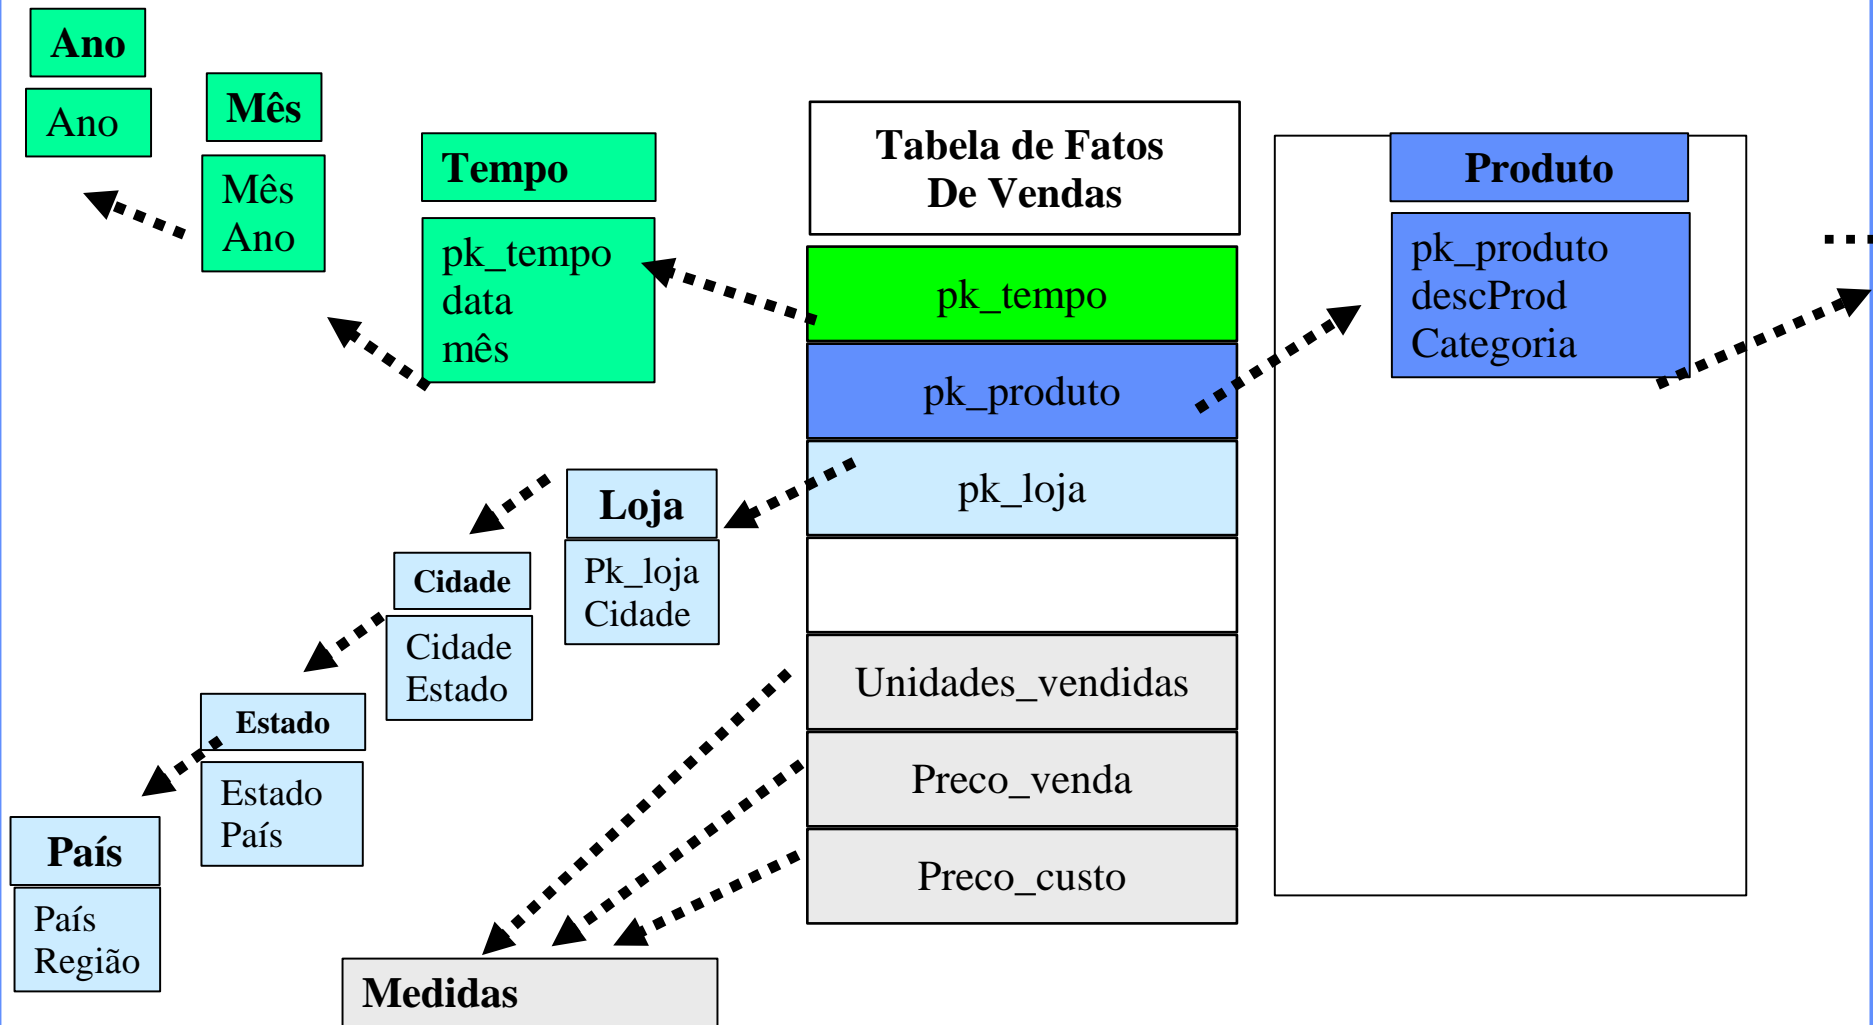 Ano
Ano
Mês
Mês
Ano
Tempo
pk_tempo
data
mês
Tabela de Fatos
De Vendas
pk_tempo
pk_produto
pk_loja
Unidades_vendidas
Preco_venda
Preco_custo
Produto
pk_produto
descProd
Categoria
Loja
Pk_loja
Cidade
Cidade
Cidade
Estado
Estado
Estado
País
País
País
Região
Medidas